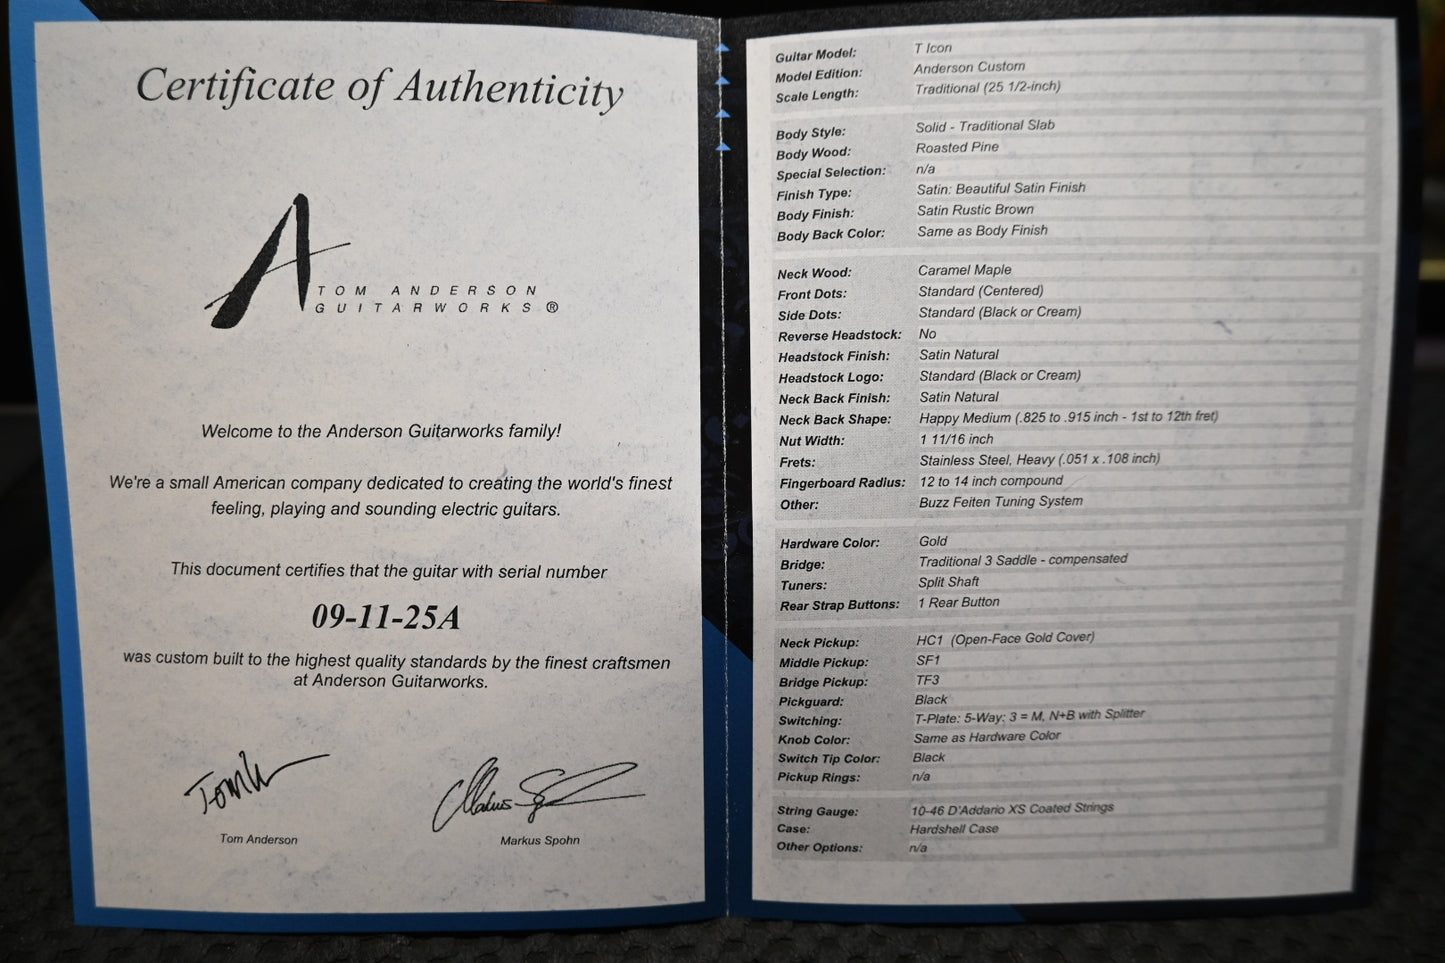 Certificate of Authenticity
TOM ANDERSON
GUITARWORKS ®
Welcome to the Anderson Guitarworks family!
We're a small American company dedicated to creating the world's finest
feeling, playing and sounding electric guitars.
This document certifies that the guitar with serial number
09-11-25A
was custom built to the highest quality standards by the finest craftsmen
at Anderson Guitarworks.
Tom Anderson
Markus Spohn
Guitar Model: T Icon
Model Edition: Anderson Custom
Scale Length: Traditional (25 1/2-inch)
Body Style: Solid - Traditional Slab
Body Wood: Roasted Pine
Special Selection: n/a
Finish Type: Satin: Beautiful Satin Finish
Body Finish: Satin Rustic Brown
Body Back Color: Same as Body Finish
Neck Wood: Caramel Maple
Front Dots: Standard (Centered)
Side Dots: Standard (Black or Cream)
Reverse Headstock: No
Headstock Finish: Satin Natural
Headstock Logo: Standard (Black or Cream)
Neck Back Finish: Satin Natural
Neck Back Shape: Happy Medium (.825 to .915 inch - 1st to 12th fret)
Nut Width: 1 11/16 inch
Frets: Stainless Steel, Heavy (.051 x .108 inch)
Fingerboard Radius: 12 to 14 inch compound
Other: Buzz Feiten Tuning System
Hardware Color: Gold
Bridge: Traditional 3 Saddle - compensated
Tuners: Split Shaft
Rear Strap Buttons: 1 Rear Button
Neck Pickup: HC1 (Open-Face Gold Cover)
Middle Pickup: SF1
Bridge Pickup: TF3
Pickguard: Black
Switching: T-Plate: 5-Way: 3 = M, N+B with Splitter
Knob Color: Same as Hardware Color
Switch Tip Color: Black
Pickup Rings: n/a
String Gauge: 10-46 D'Addario XS Coated Strings
Case: Hardshell Case
Other Options: n/a